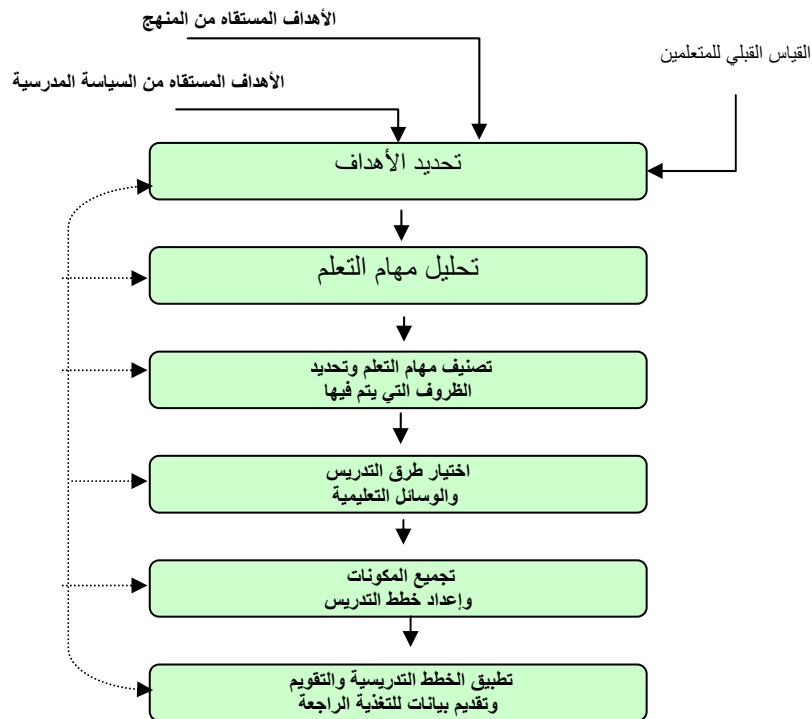 الأهداف المستقاه من المنهج
القياس القبلي للمتعلمين
الأهداف المستقاه من السياسة المدرسية
تحديد الأهداف
تحليل مهام التعلم
تصنيف مهام التعلم وتحديد
الظروف التي يتم فيها
اختيار طرق التدريس
والوسائل التعليمية
تجميع المكونات
وإعداد خطط التدريس
تطبيق الخطط التدريسية والتقويم
وتقديم بيانات للتغذية الراجعة